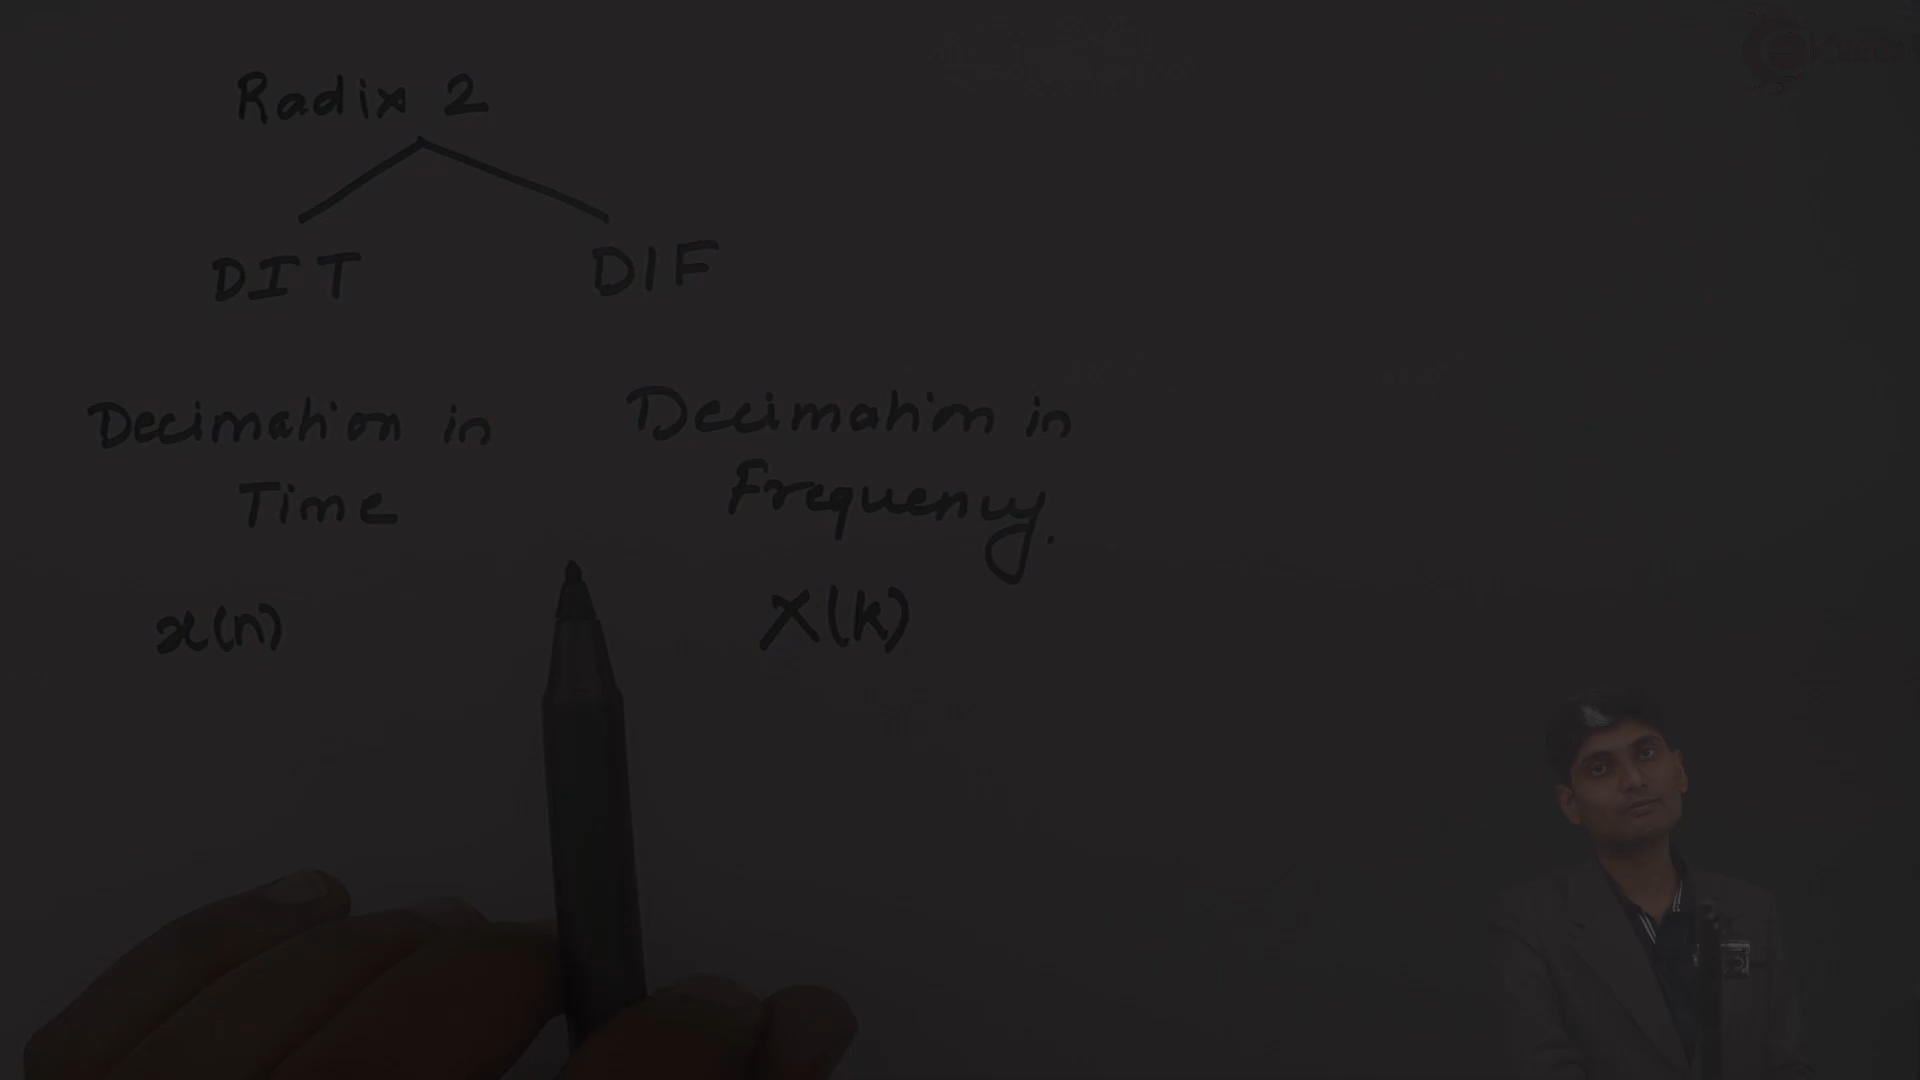 Radix 2
DIT DIF
Decimation in Decimation in
Time Frequency.
x(n) X(k)